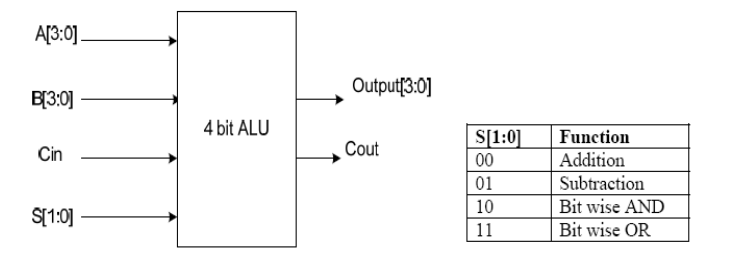 A[3:0]
B[3:0]
Cin
S[1:0]
4 bit ALU
Output[3:0]
Cout
S[1:0] Function
00 Addition
01 Subtraction
10 Bit wise AND
11 Bit wise OR